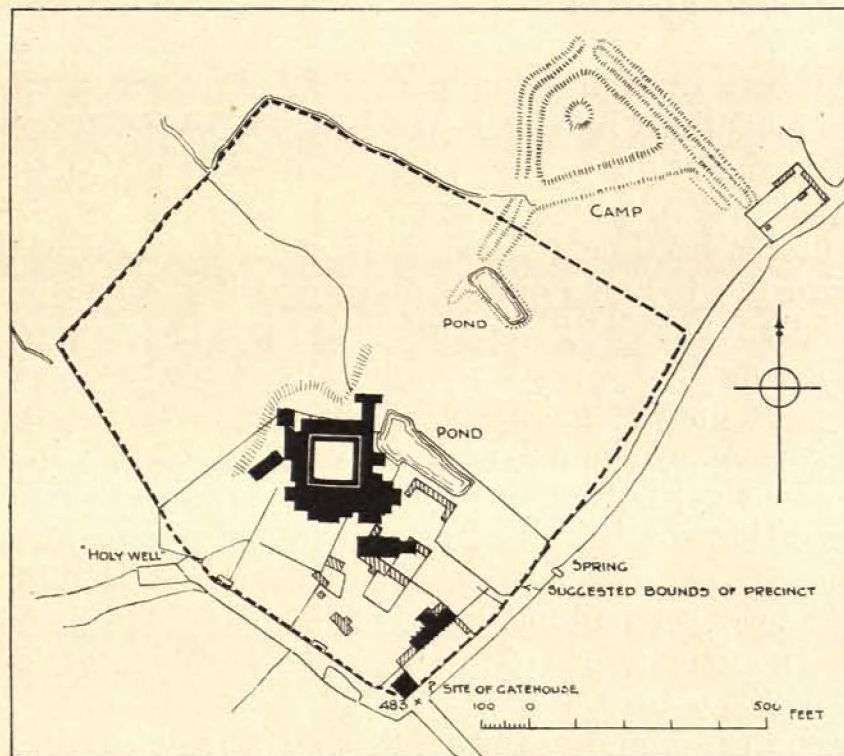 CAMP
POND
POND
"HOLY WELL"
SPRING
SUGGESTED BOUNDS OF PRECINCT
? SITE OF GATEHOUSE
483
100 0 500 FEET